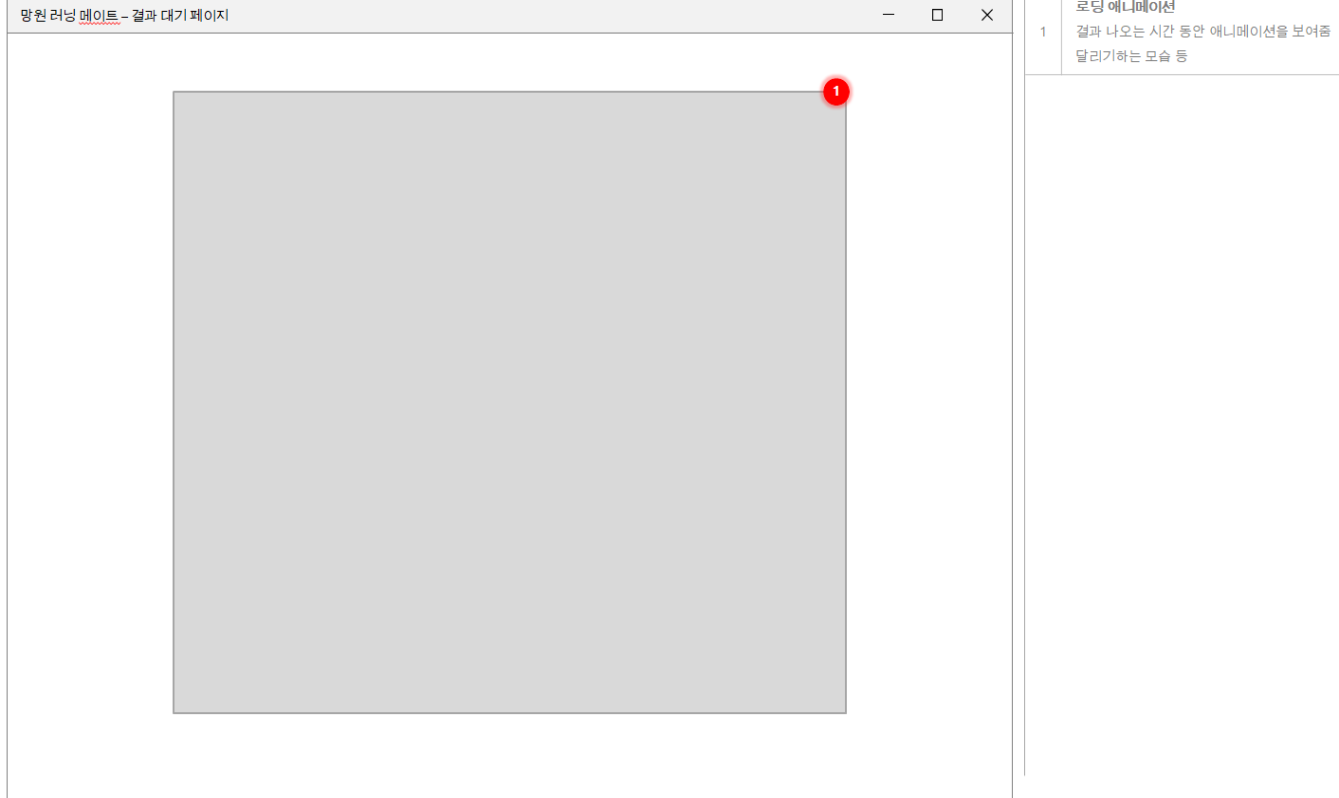 망원 러닝 메이트 – 결과 대기 페이지
1
로딩 애니메이션
1
결과 나오는 시간 동안 애니메이션을 보여줌
달리기하는 모습 등